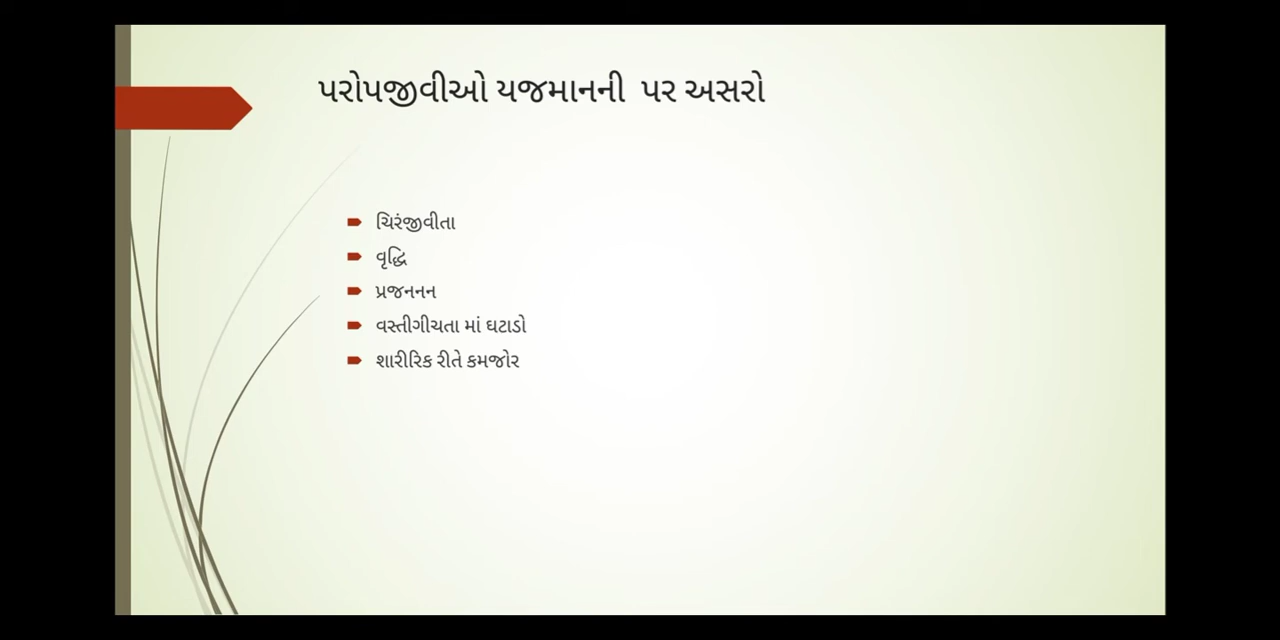 પરોપજીવીઓ યજમાનની પર અસરો
ચિરંજીવીતા
વૃદ્ધિ
પ્રજનનન
વસ્તીગીચતા માં ઘટાડો
શારીરિક રીતે કમજોર